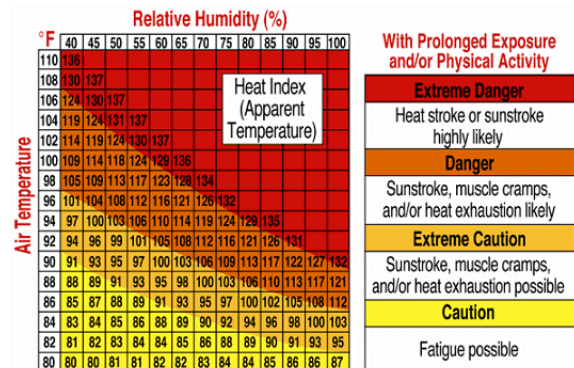 Relative Humidity (%)
°F 40 45 50 55 60 65 70 75 80 85 90 95 100
110 136
108 130 137
106 124 130 137
104 119 124 131 137
102 114 119 124 130 137
100 109 114 118 124 129 136
98 105 109 113 117 123 128 134
96 101 104 108 112 116 121 126 132
94 97 100 103 106 110 114 119 124 129 135
92 94 96 99 101 105 108 112 116 121 126 131
90 91 93 95 97 100 103 106 109 113 117 122 127 132
88 88 89 91 93 95 98 100 103 106 110 113 117 121
86 85 87 88 89 91 93 95 97 100 102 105 108 112
84 83 84 85 86 88 89 90 92 94 96 98 100 103
82 81 82 83 84 84 85 86 88 89 90 91 93 95
80 80 80 81 81 82 82 83 84 84 85 86 86 87
Air Temperature
Heat Index
(Apparent
Temperature)
With Prolonged Exposure
and/or Physical Activity
Extreme Danger
Heat stroke or sunstroke
highly likely
Danger
Sunstroke, muscle cramps,
and/or heat exhaustion likely
Extreme Caution
Sunstroke, muscle cramps,
and/or heat exhaustion possible
Caution
Fatigue possible